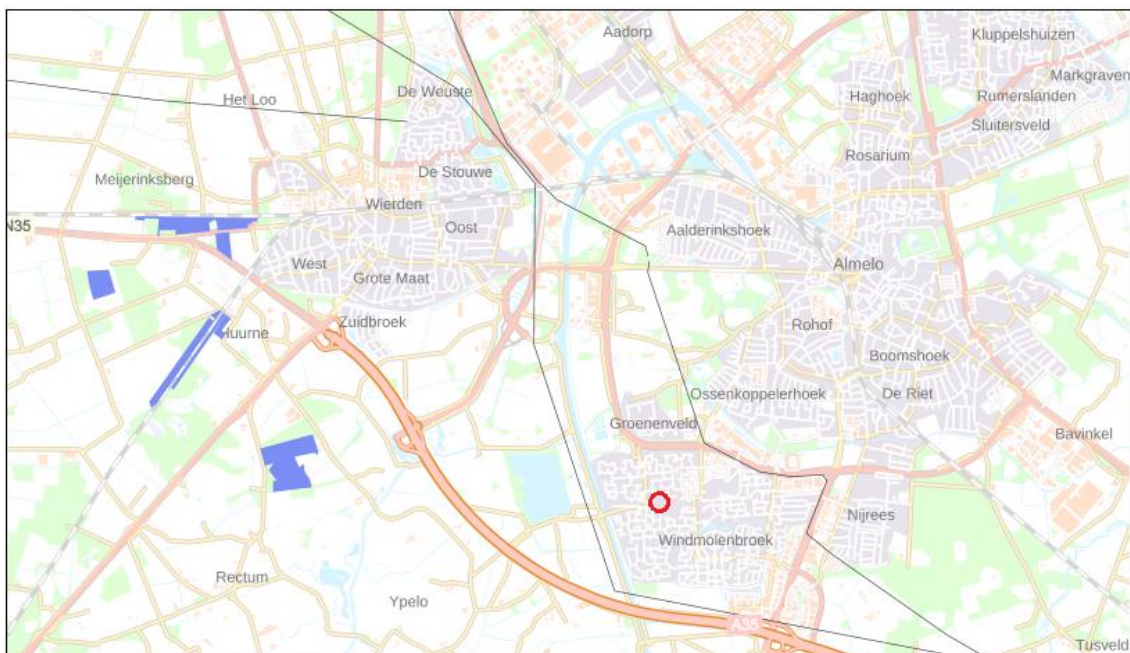 Aadorp
Kluppelshuizen
Markgraven
De Weuste
Het Loo
Haghoek
Rumerslanden
Sluitersveld
Rosarium
De Stouwe
Meijerinksberg
Wierden
N35
Oost
Aalderinkshoek
West
Almelo
Grote Maat
Zuidbroek
Huurne
Rohof
Boomshoek
Ossenkoppelerhoek
De Riet
Groenenveld
Bavinkel
Nijrees
Windmolenbroek
Rectum
Ypelo
A35
Tusveld